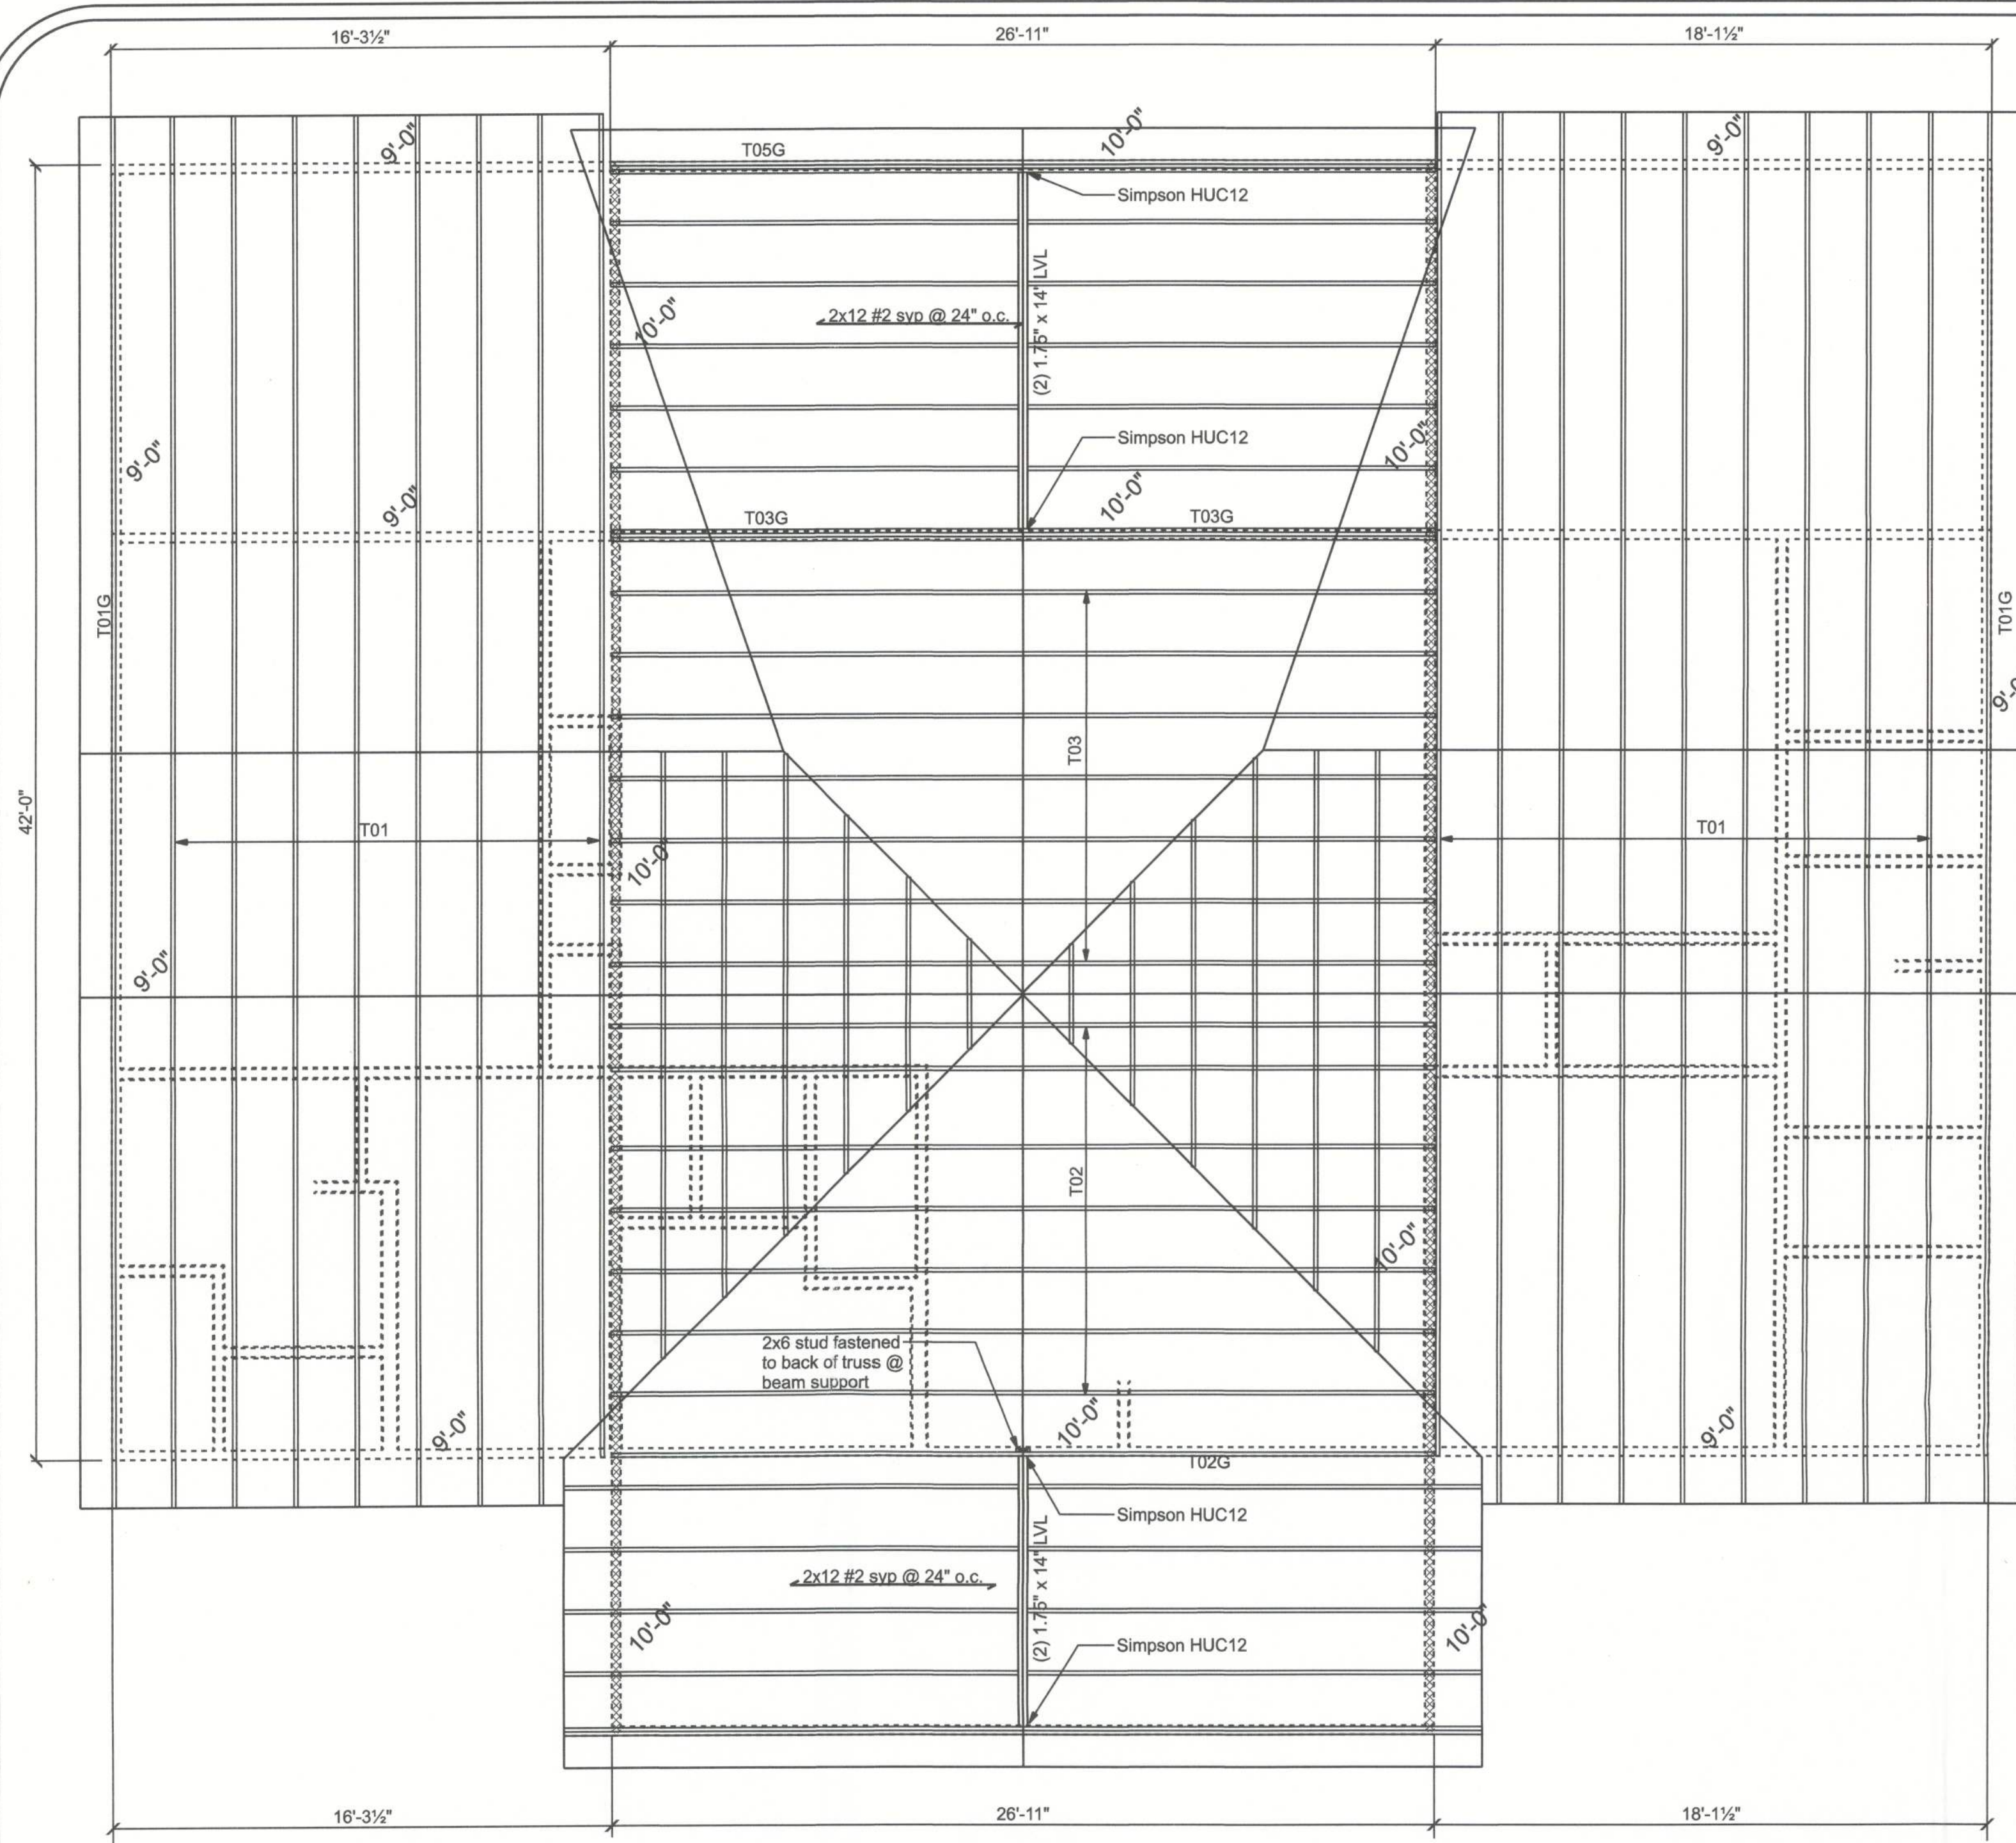 16'-3½"
26'-11"
18'-1½"
9'-0"
10'-0"
9'-0"
T05G
Simpson HUC12
2x12 #2 syp @ 24" o.c.
(2) 1.75" x 14" LVL
10'-0"
Simpson HUC12
10'-0"
9'-0"
9'-0"
10'-0"
T03G
T03G
T01G
T01G
T03
42'-0"
T01
T01
10'-0"
9'-0"
T02
10'-0"
2x6 stud fastened
to back of truss @
beam support
10'-0"
9'-0"
9'-0"
T02G
Simpson HUC12
2x12 #2 syp @ 24" o.c.
(2) 1.75" x 14" LVL
10'-0"
10'-0"
Simpson HUC12
16'-3½"
26'-11"
18'-1½"